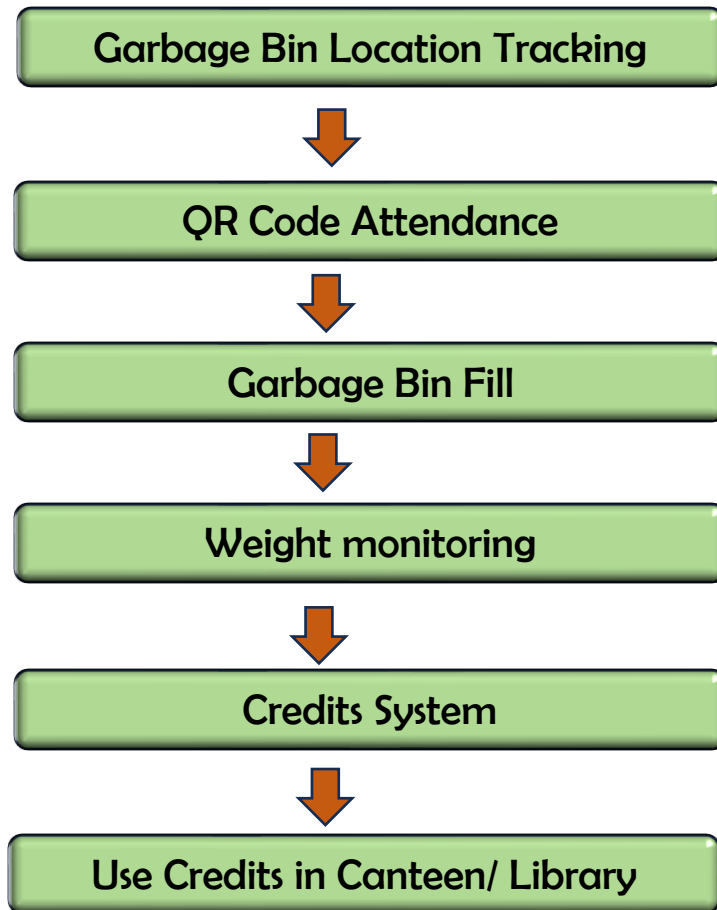 Garbage Bin Location Tracking
QR Code Attendance
Garbage Bin Fill
Weight monitoring
Credits System
Use Credits in Canteen/ Library